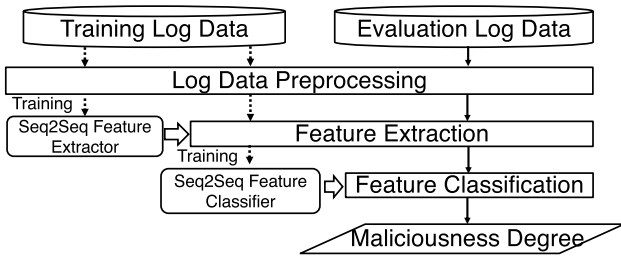 Training Log Data
Evaluation Log Data
Log Data Preprocessing
Training
Seq2Seq Feature
Extractor
Feature Extraction
Training
Seq2Seq Feature
Classifier
Feature Classification
Maliciousness Degree